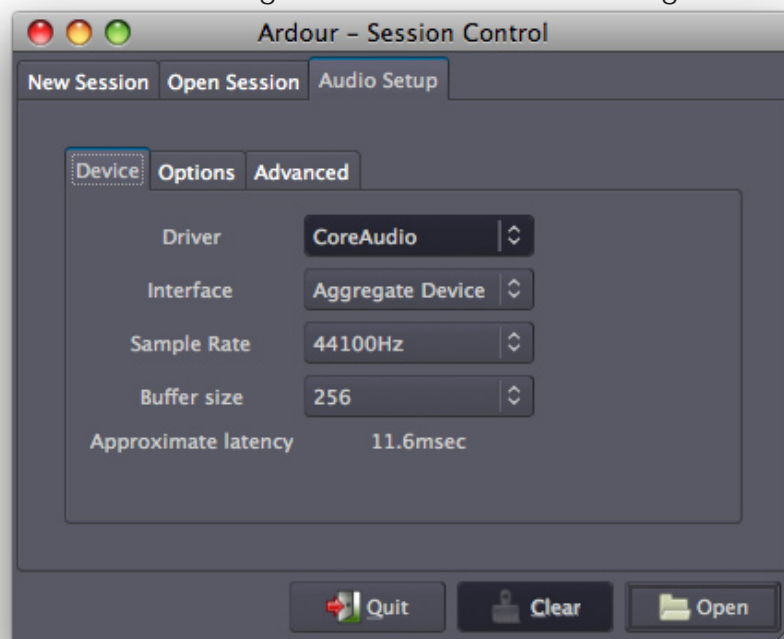 Ardour – Session Control
New Session Open Session Audio Setup
Device Options Advanced
Driver CoreAudio
Interface Aggregate Device
Sample Rate 44100Hz
Buffer size 256
Approximate latency 11.6msec
Quit Clear Open